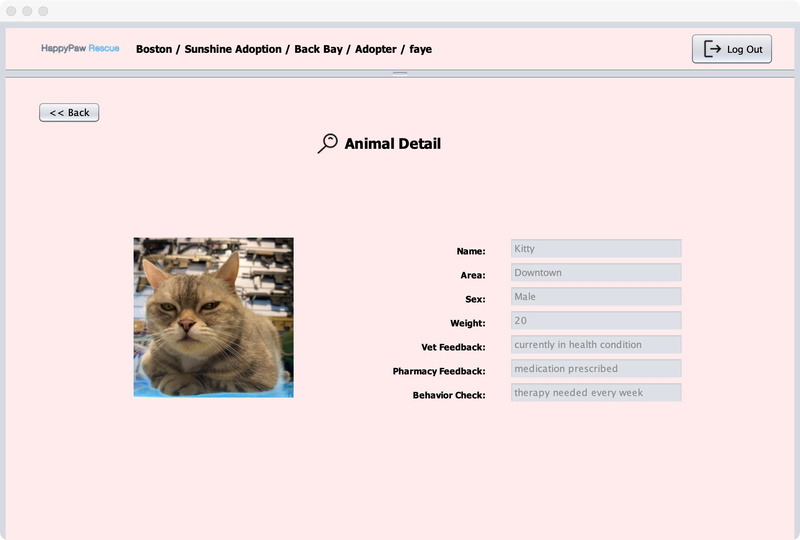 HappyPaw Rescue
Boston / Sunshine Adoption / Back Bay / Adopter / faye
Log Out
<< Back
Animal Detail
Name: Kitty
Area: Downtown
Sex: Male
Weight: 20
Vet Feedback: currently in health condition
Pharmacy Feedback: medication prescribed
Behavior Check: therapy needed every week